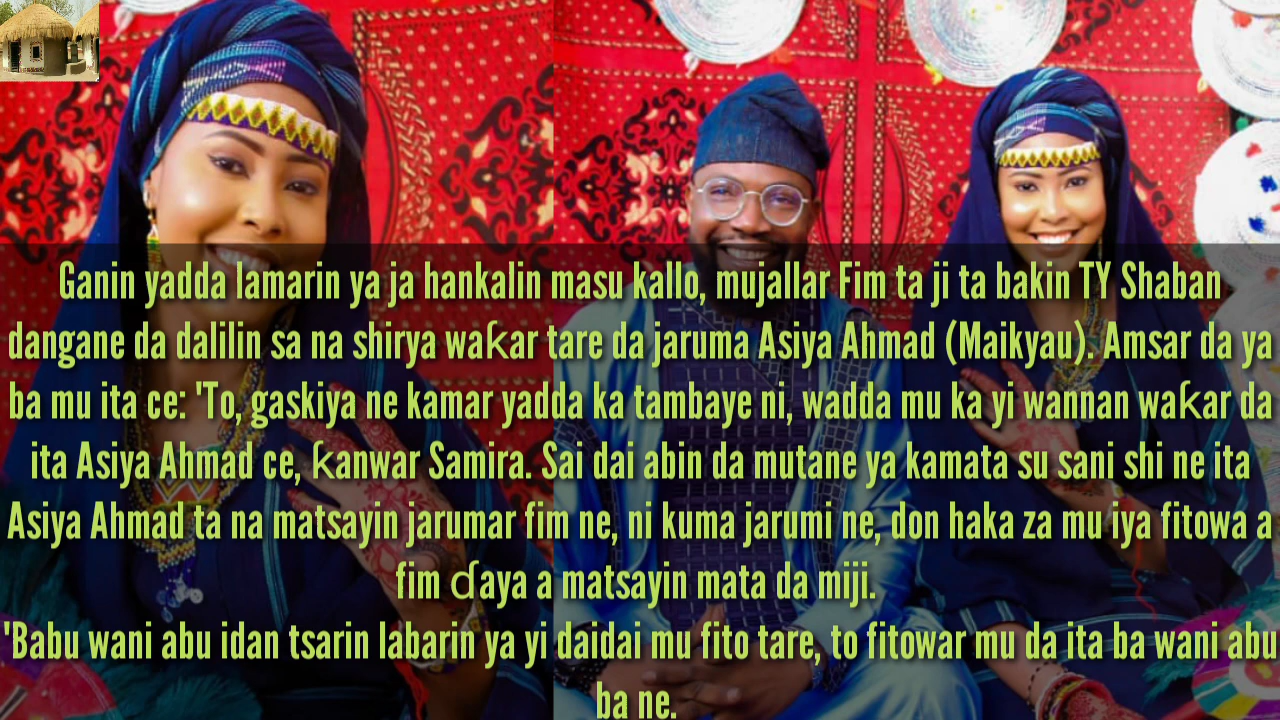 Ganin yadda lamarin ya ja hankalin masu kallo, mujallar Fim ta ji ta bakin TY Shaban
dangane da dalilin sa na shirya waƙar tare da jaruma Asiya Ahmad (Maikyau). Amsar da ya
ba mu ita ce: "To, gaskiya ne kamar yadda ka tambaye ni, wadda mu ka yi wannan waƙar da
ita Asiya Ahmad ce, ƙanwar Samira. Sai dai abin da mutane ya kamata su sani shi ne ita
Asiya Ahmad ta na matsayin jarumar fim ne, ni kuma jarumi ne, don haka za mu iya fitowa a
fim ɗaya a matsayin mata da miji.
"Babu wani abu idan tsarin labarin ya yi daidai mu fito tare, to fitowar mu da ita ba wani abu
ba ne.